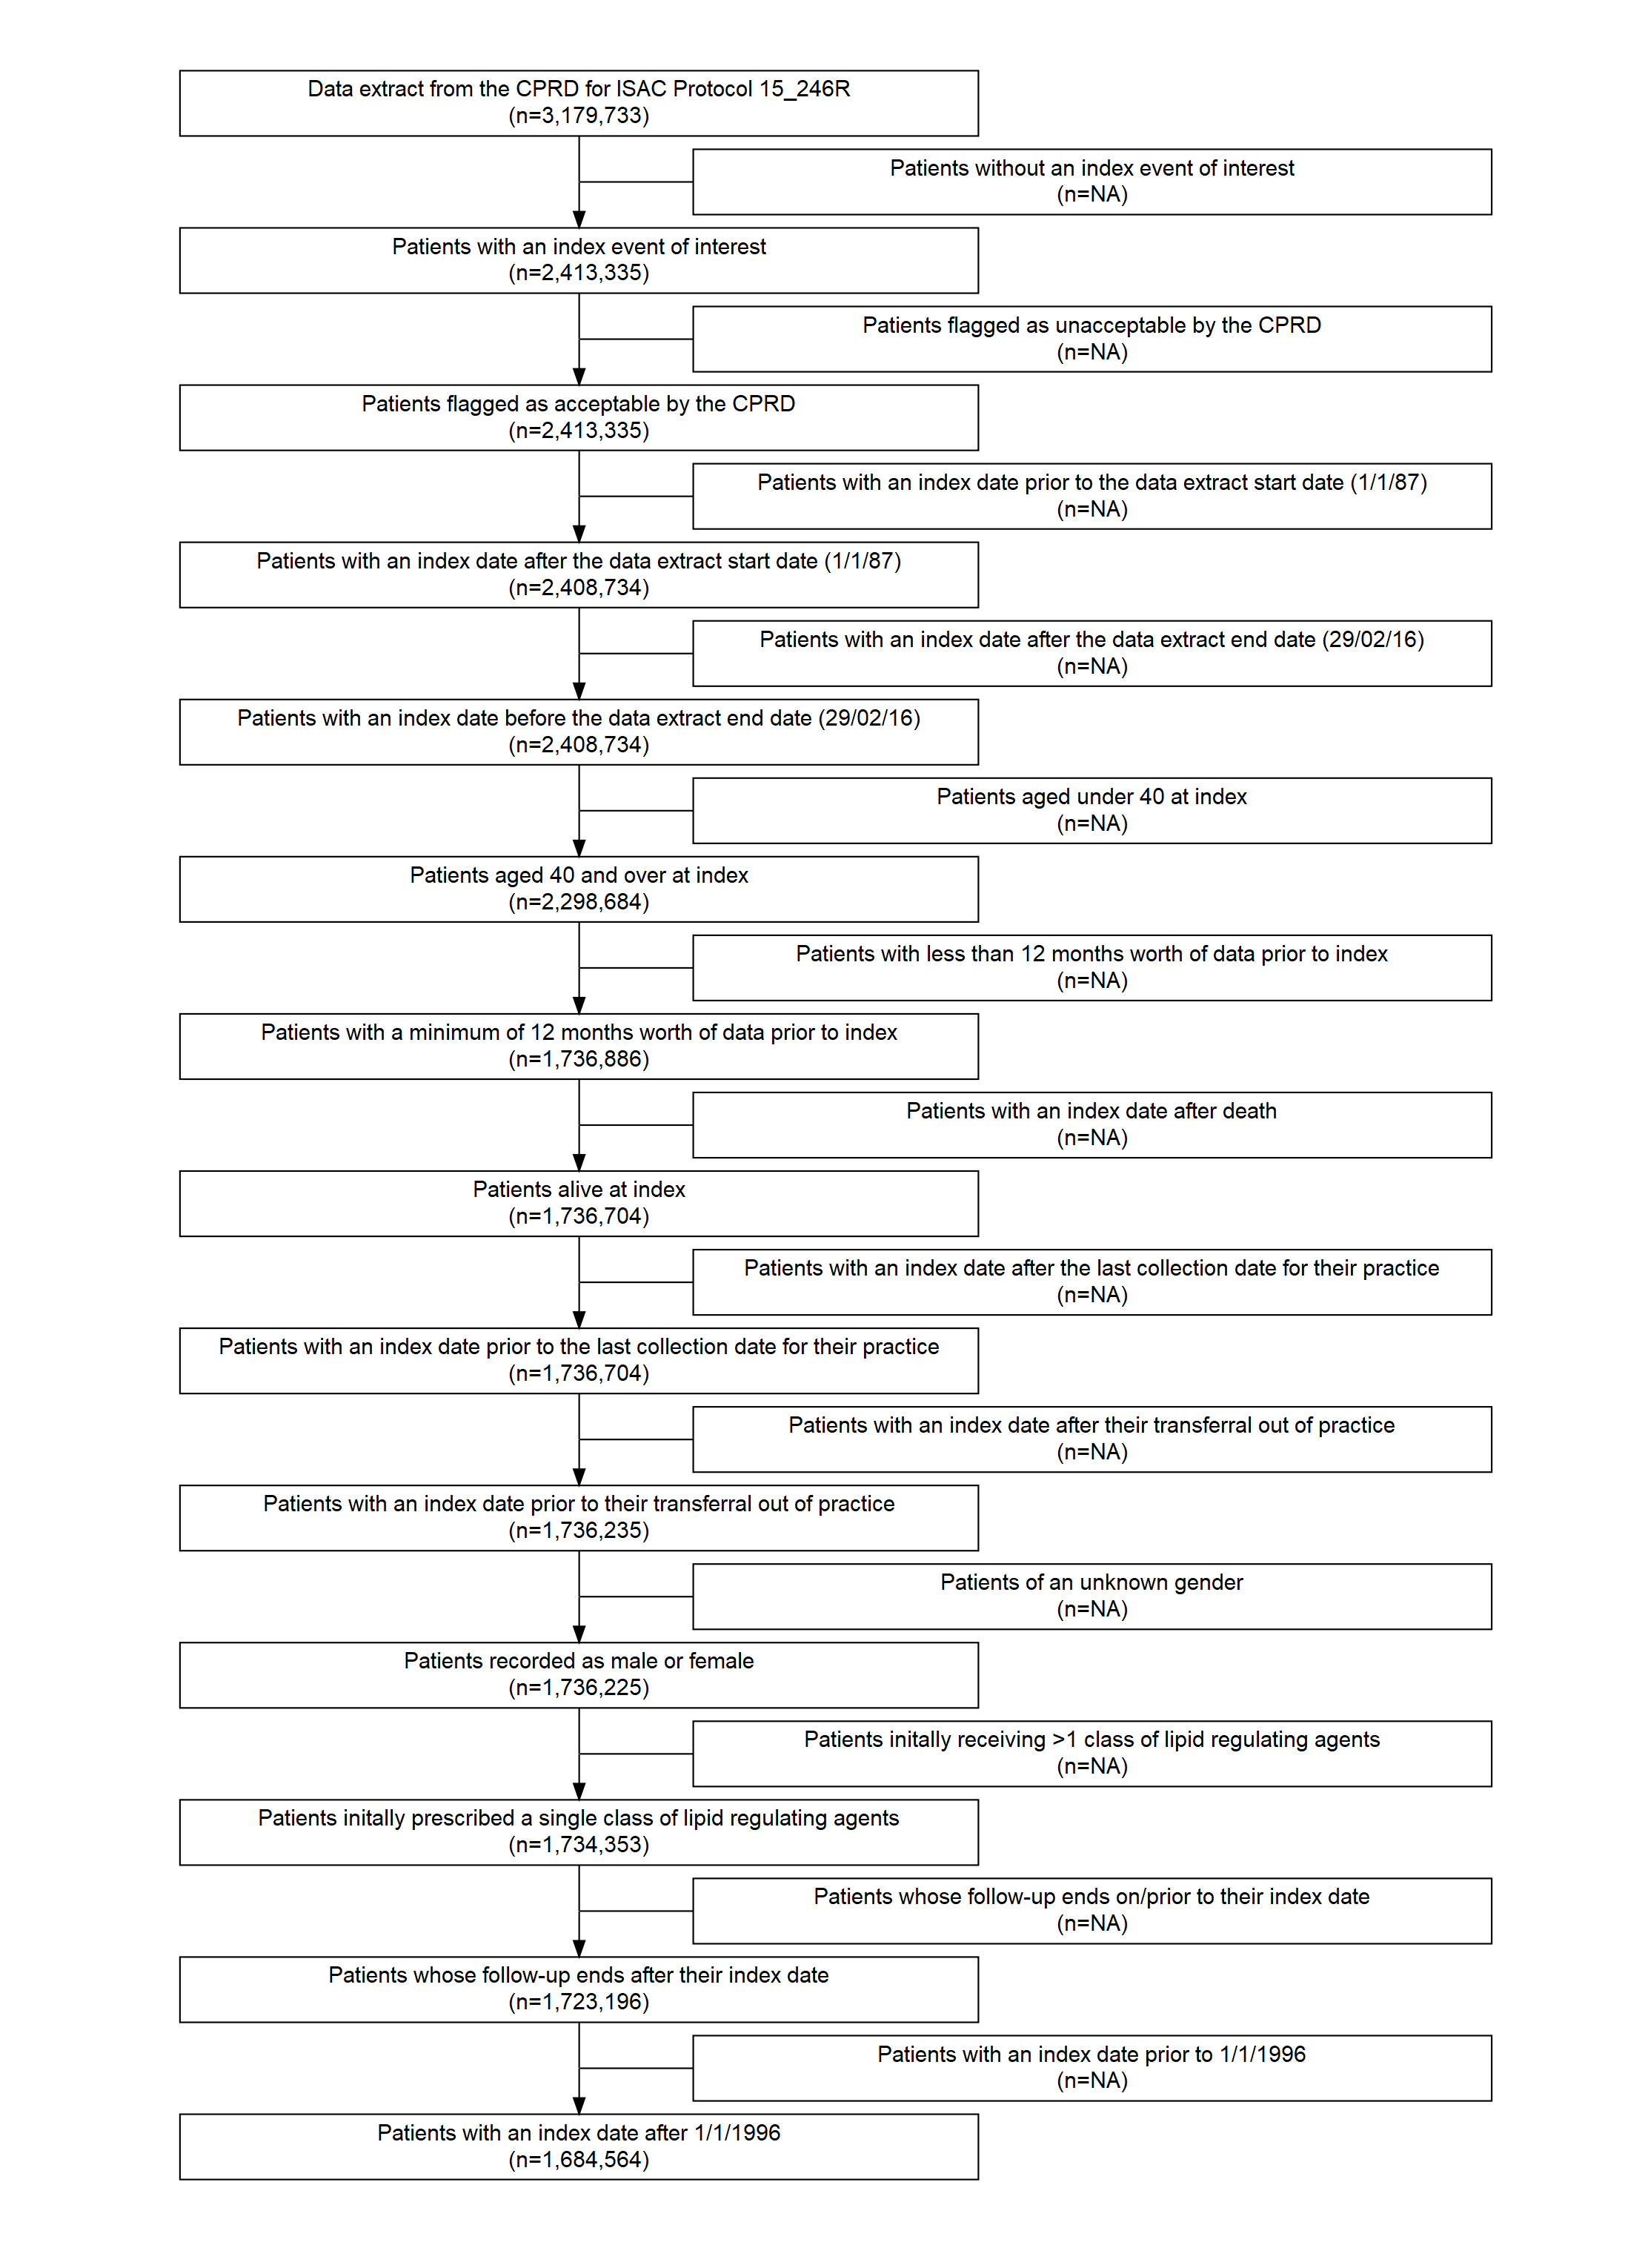 Data extract from the CPRD for ISAC Protocol 15_246R
(n=3,179,733)
Patients without an index event of interest
(n=NA)
Patients with an index event of interest
(n=2,413,335)
Patients flagged as unacceptable by the CPRD
(n=NA)
Patients flagged as acceptable by the CPRD
(n=2,413,335)
Patients with an index date prior to the data extract start date (1/1/87)
(n=NA)
Patients with an index date after the data extract start date (1/1/87)
(n=2,408,734)
Patients with an index date after the data extract end date (29/02/16)
(n=NA)
Patients with an index date before the data extract end date (29/02/16)
(n=2,408,734)
Patients aged under 40 at index
(n=NA)
Patients aged 40 and over at index
(n=2,298,684)
Patients with less than 12 months worth of data prior to index
(n=NA)
Patients with a minimum of 12 months worth of data prior to index
(n=1,736,886)
Patients with an index date after death
(n=NA)
Patients alive at index
(n=1,736,704)
Patients with an index date after the last collection date for their practice
(n=NA)
Patients with an index date prior to the last collection date for their practice
(n=1,736,704)
Patients with an index date after their transferral out of practice
(n=NA)
Patients with an index date prior to their transferral out of practice
(n=1,736,235)
Patients of an unknown gender
(n=NA)
Patients recorded as male or female
(n=1,736,225)
Patients initally receiving >1 class of lipid regulating agents
(n=NA)
Patients initally prescribed a single class of lipid regulating agents
(n=1,734,353)
Patients whose follow-up ends on/prior to their index date
(n=NA)
Patients whose follow-up ends after their index date
(n=1,723,196)
Patients with an index date prior to 1/1/1996
(n=NA)
Patients with an index date after 1/1/1996
(n=1,684,564)